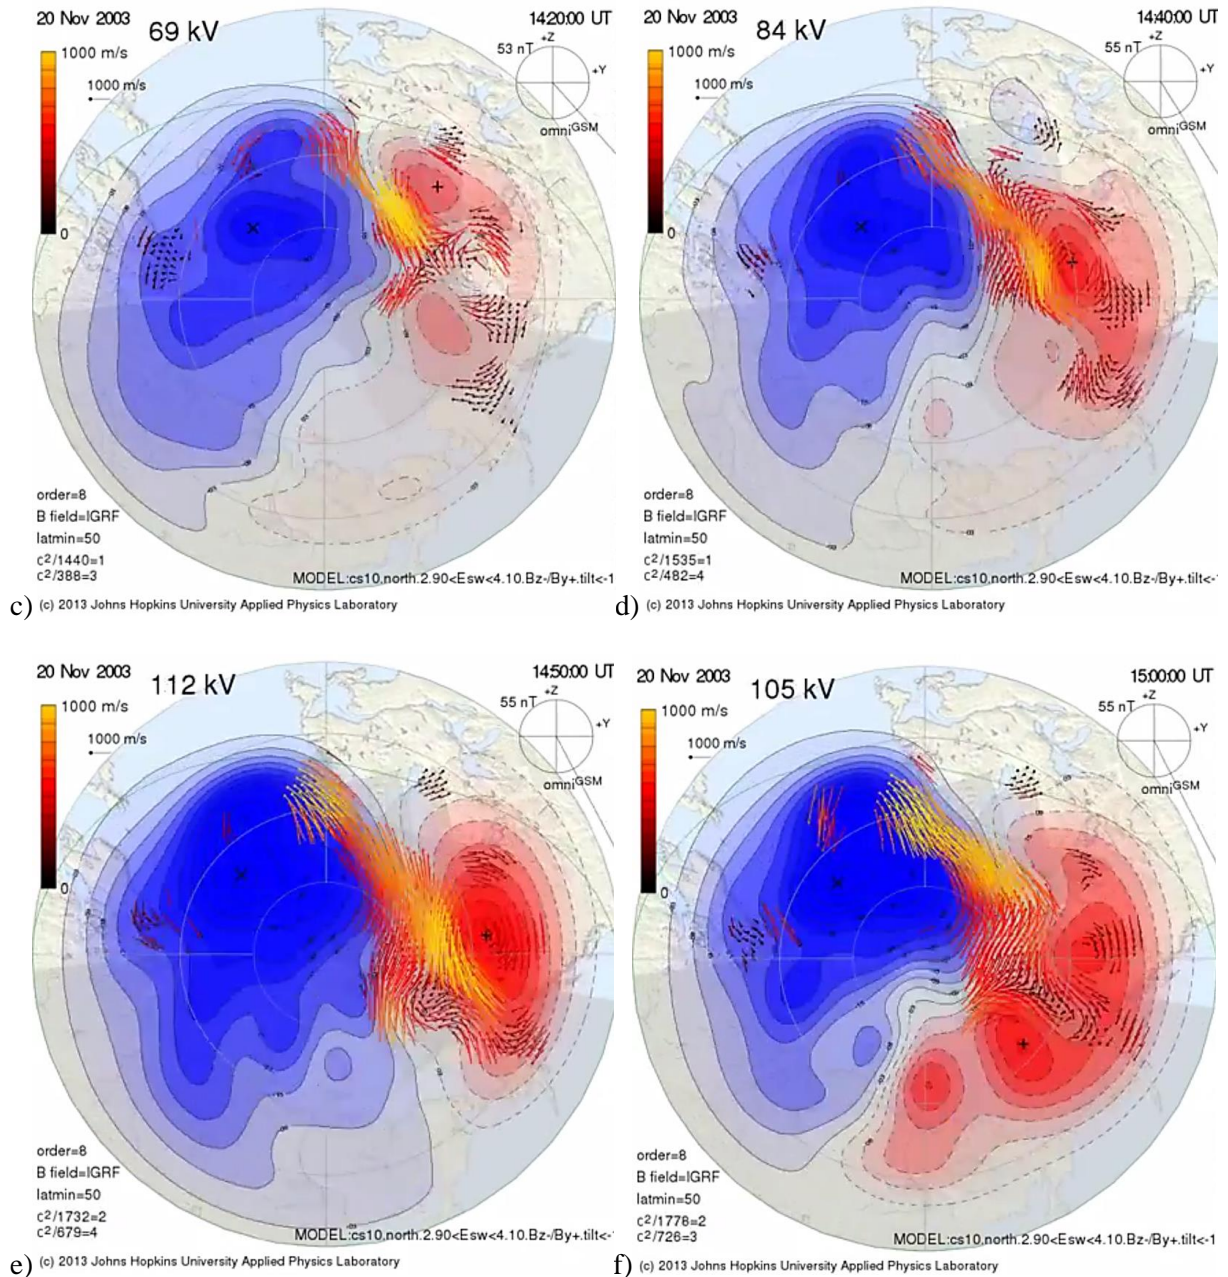 20 Nov 2003
69 kV
14:20:00 UT
1000 m/s
1000 m/s
0
53 nT
+Z
+Y
omniGSM
order=8
B field=IGRF
latmin=50
c²/1440=1
c²/388=3
MODEL:cs10.north.2.90<Esw<4.10.Bz-/By+.tilt<-1
c) (c) 2013 Johns Hopkins University Applied Physics Laboratory
20 Nov 2003
84 kV
14:40:00 UT
1000 m/s
1000 m/s
0
55 nT
+Z
+Y
omniGSM
order=8
B field=IGRF
latmin=50
c²/1535=1
c²/482=4
MODEL:cs10.north.2.90<Esw<4.10.Bz-/By+.tilt<-1
d) (c) 2013 Johns Hopkins University Applied Physics Laboratory
20 Nov 2003
112 kV
14:50:00 UT
1000 m/s
1000 m/s
0
55 nT
+Z
+Y
omniGSM
order=8
B field=IGRF
latmin=50
c²/1732=2
c²/679=4
MODEL:cs10.north.2.90<Esw<4.10.Bz-/By+.tilt<-
e) (c) 2013 Johns Hopkins University Applied Physics Laboratory
20 Nov 2003
105 kV
15:00:00 UT
1000 m/s
1000 m/s
0
55 nT
+Z
+Y
omniGSM
order=8
B field=IGRF
latmin=50
c²/1778=2
c²/726=3
MODEL:cs10.north.2.90<Esw<4.10.Bz-/By+.tilt<-1
f) (c) 2013 Johns Hopkins University Applied Physics Laboratory